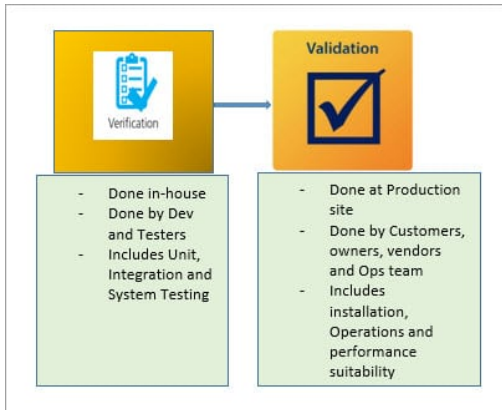 Verification
Validation
- Done in-house
- Done by Dev
and Testers
- Includes Unit,
Integration and
System Testing
- Done at Production
site
- Done by Customers,
owners, vendors
and Ops team
- Includes
installation,
Operations and
performance
suitability